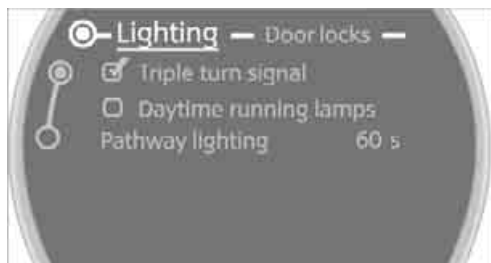 Lighting Door locks
Triple turn signal
Daytime running lamps
Pathway lighting 60 s